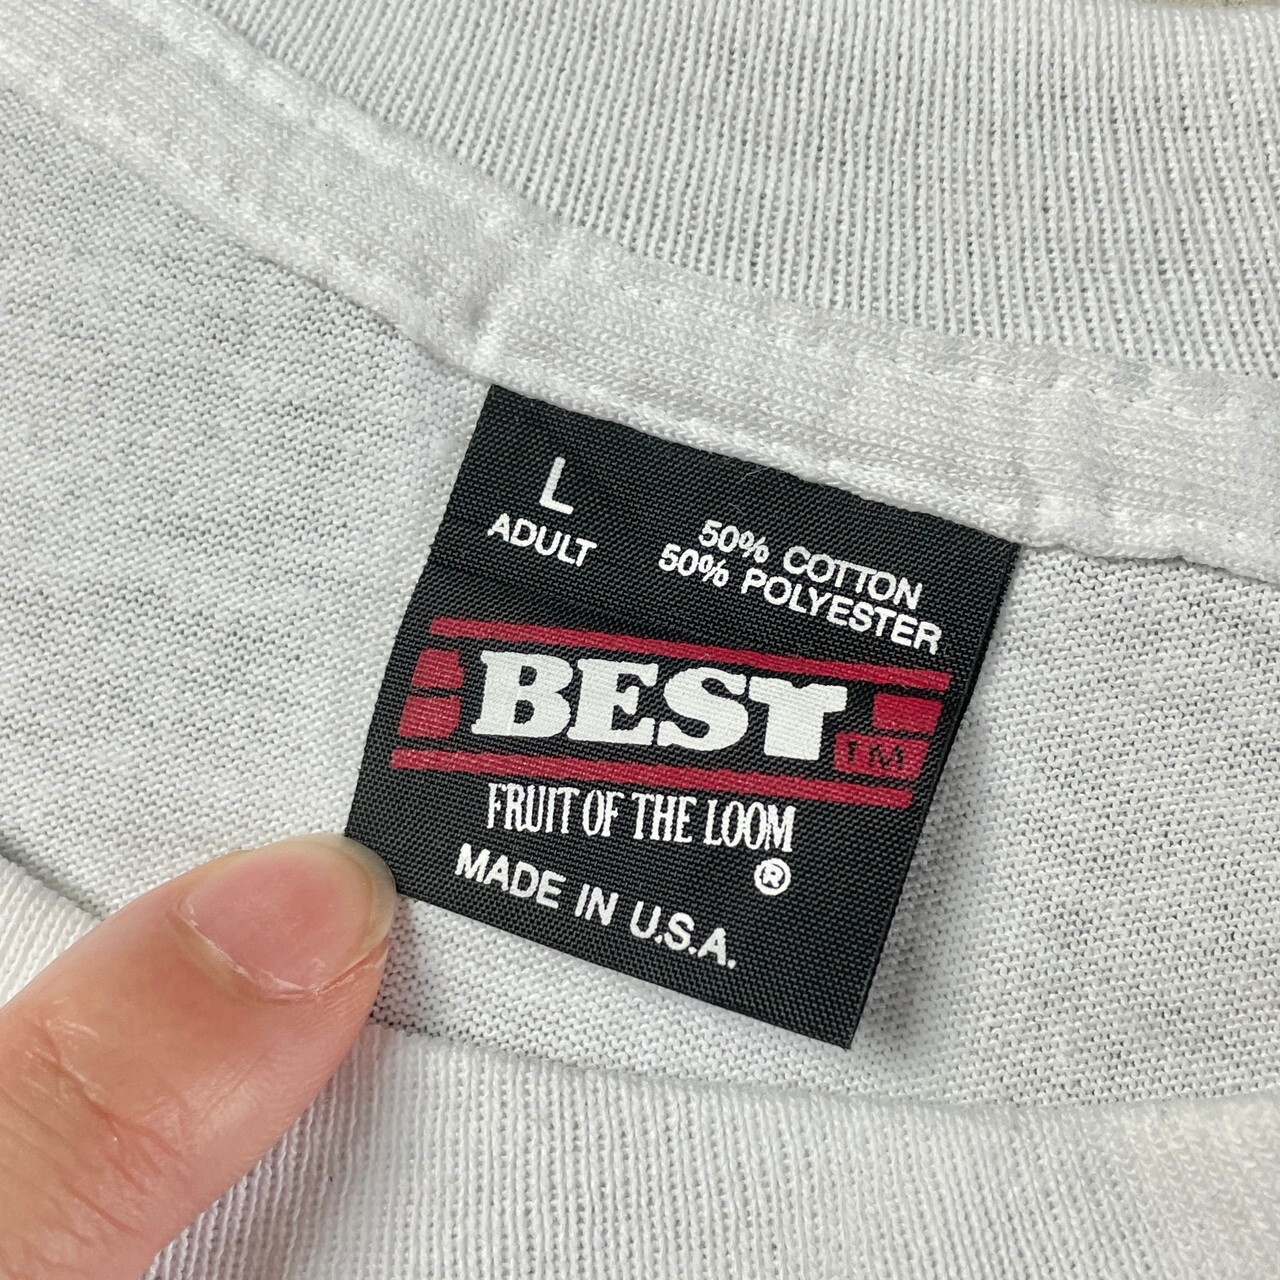 L
ADULT
50% COTTON
50% POLYESTER
BEST
TM
FRUIT OF THE LOOM
®
MADE IN U.S.A.